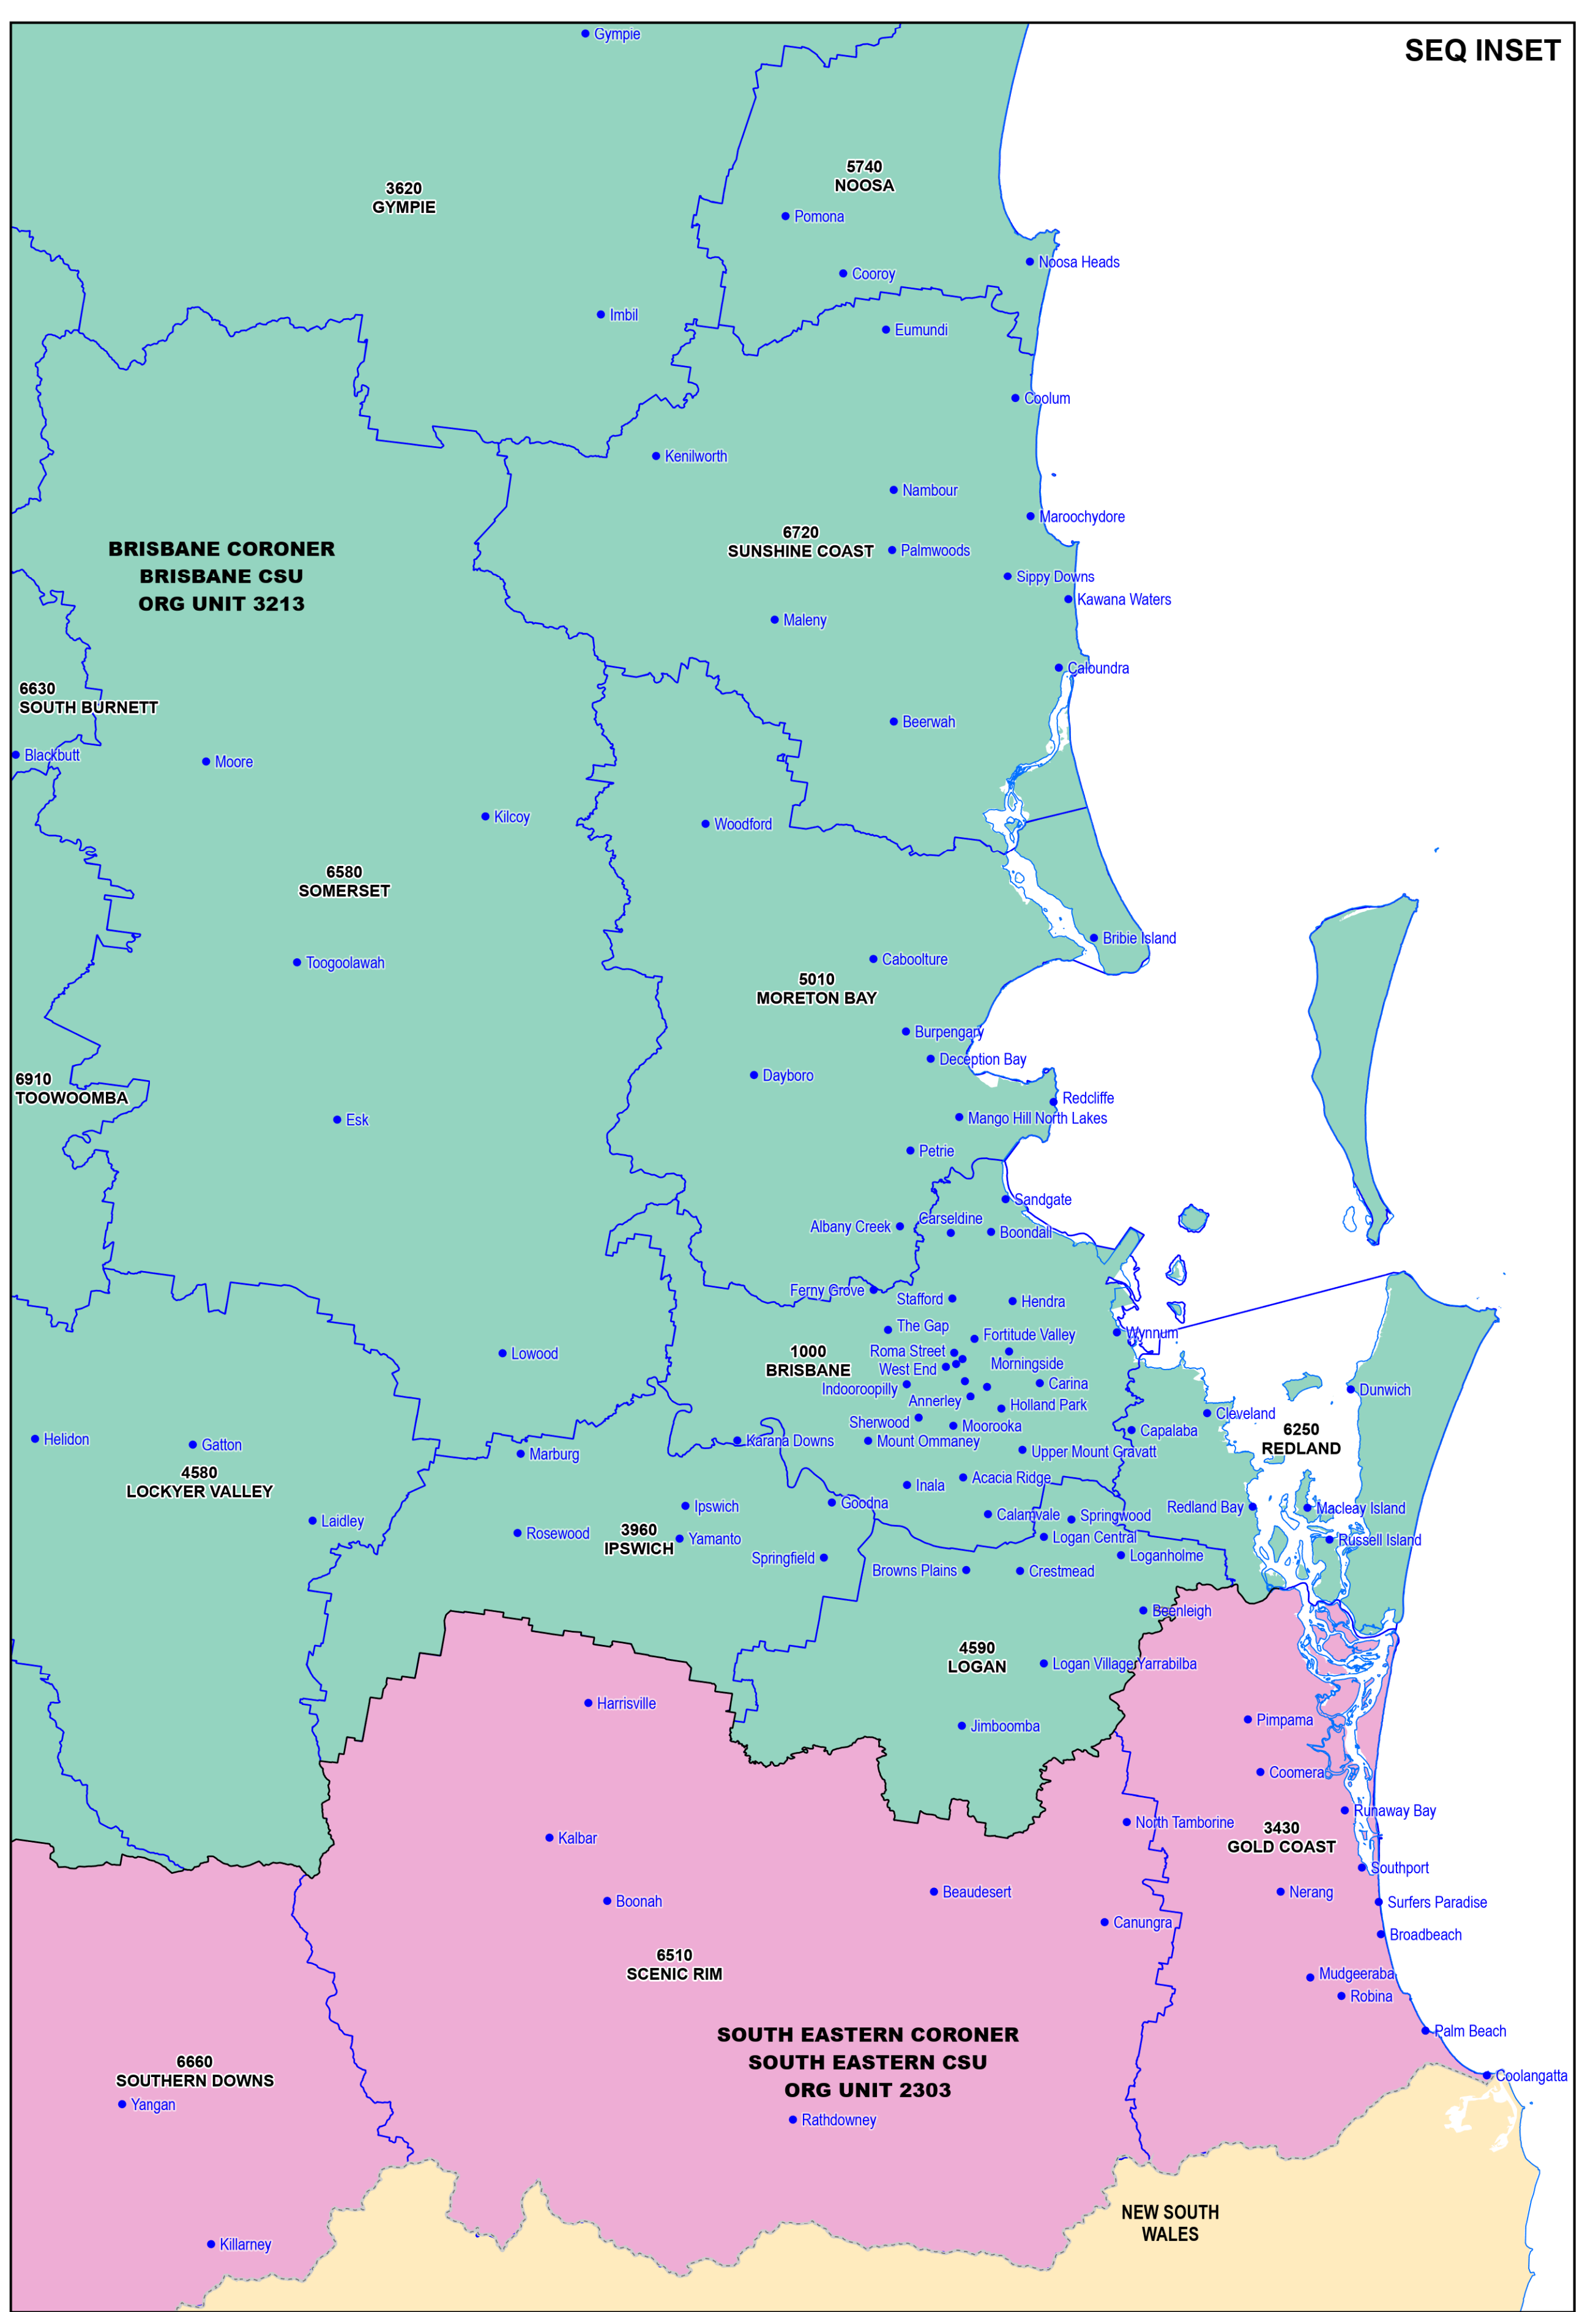 SEQ INSET
Gympie
5740
NOOSA
3620
GYMPIE
Pomona
Noosa Heads
Cooroy
Imbil
Eumundi
Coolum
Kenilworth
Nambour
Maroochydore
6720
SUNSHINE COAST
BRISBANE CORONER
BRISBANE CSU
ORG UNIT 3213
Palmwoods
Sippy Downs
Kawana Waters
Maleny
Caloundra
6630
SOUTH BURNETT
Beerwah
Blackbutt
Moore
Kilcoy
Woodford
6580
SOMERSET
Bribie Island
Toogoolawah
Caboolture
5010
MORETON BAY
Burpengary
Deception Bay
Dayboro
6910
TOOWOOMBA
Redcliffe
Mango Hill North Lakes
Esk
Petrie
Sandgate
Albany Creek
Carseldine
Boondall
Ferny Grove
Stafford
Hendra
The Gap
Fortitude Valley
Wynnum
1000
BRISBANE
Roma Street
Lowood
West End
Morningside
Indooroopilly
Carina
Dunwich
Annerley
Holland Park
Cleveland
Sherwood
Moorooka
Capalaba
6250
REDLAND
Helidon
Gatton
Karana Downs
Mount Ommaney
Marburg
Upper Mount Gravatt
4580
LOCKYER VALLEY
Acacia Ridge
Inala
Ipswich
Goodna
Redland Bay
Macleay Island
Laidley
Calamvale
Springwood
Rosewood
3960
IPSWICH
Yamanto
Logan Central
Russell Island
Springfield
Loganholme
Browns Plains
Crestmead
Beenleigh
4590
LOGAN
Logan Village Yarrabilba
Harrisville
Jimboomba
Pimpama
Coomera
Runaway Bay
North Tamborine
3430
GOLD COAST
Kalbar
Southport
Beaudesert
Nerang
Boonah
Surfers Paradise
Canungra
Broadbeach
6510
SCENIC RIM
Mudgeeraba
Robina
SOUTH EASTERN CORONER
SOUTH EASTERN CSU
ORG UNIT 2303
Palm Beach
6660
SOUTHERN DOWNS
Coolangatta
Yangan
Rathdowney
NEW SOUTH
WALES
Killarney